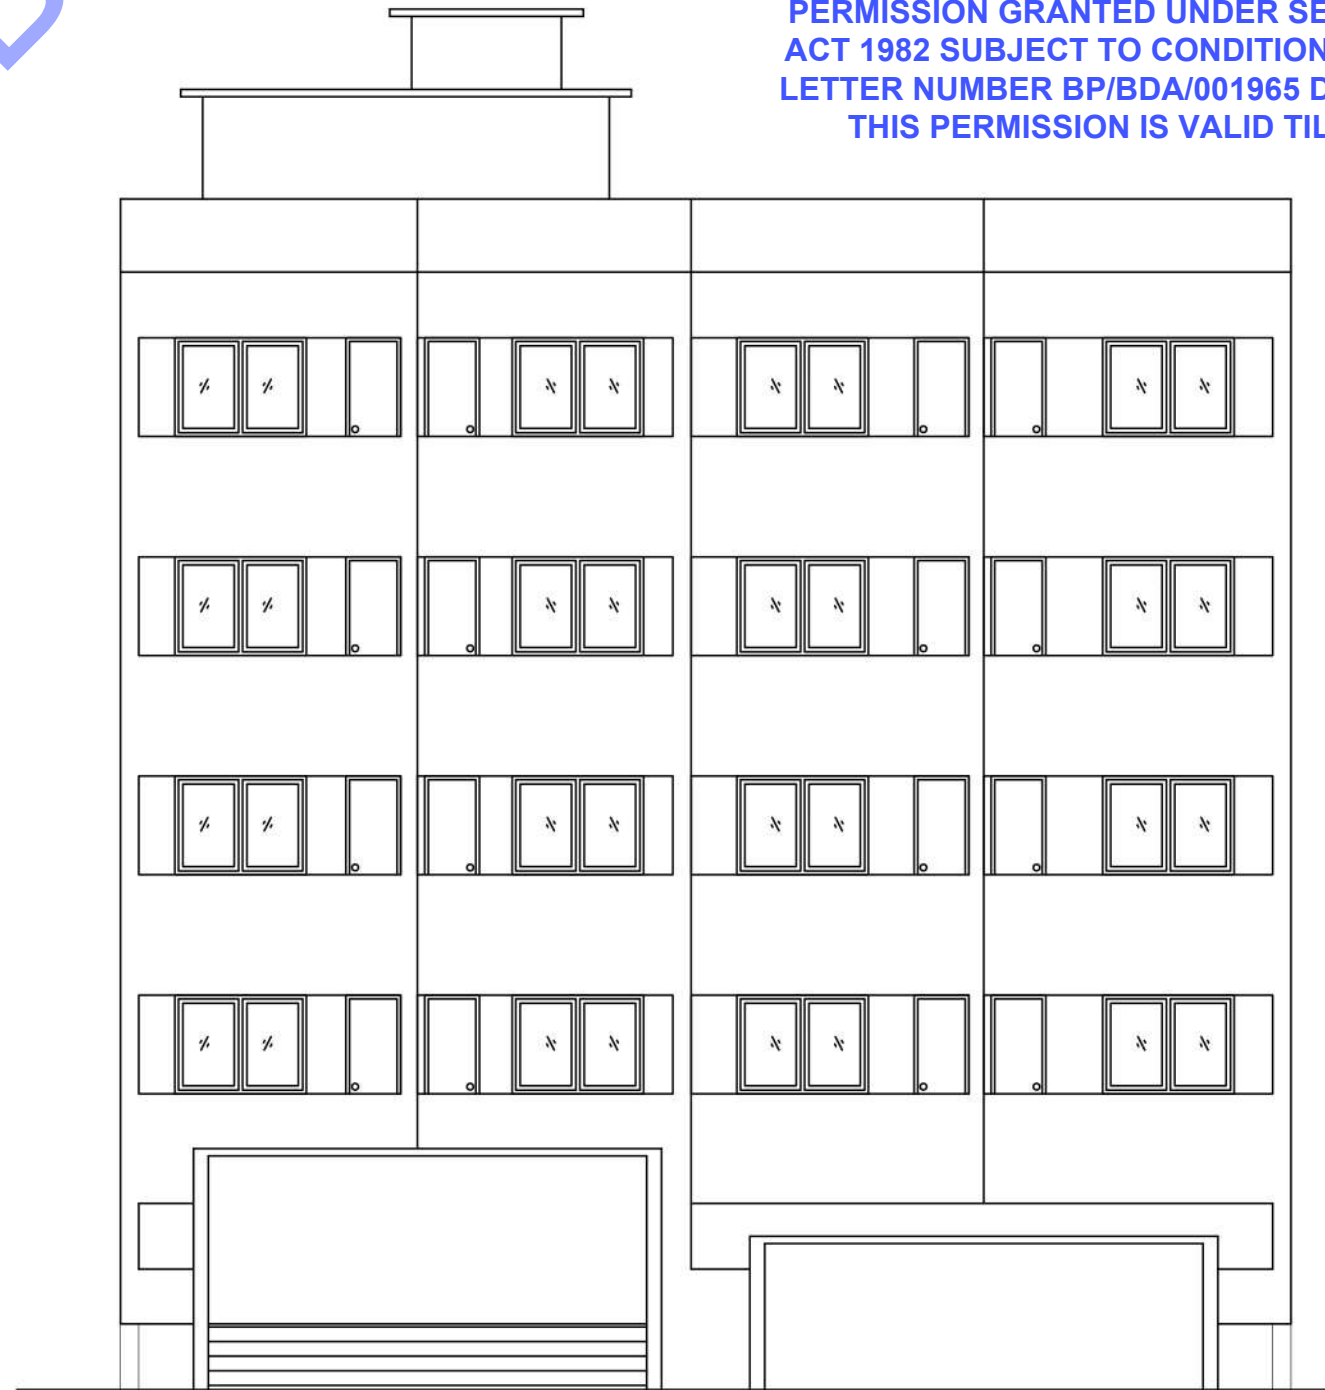 PERMISSION GRANTED UNDER SE
ACT 1982 SUBJECT TO CONDITION
LETTER NUMBER BP/BDA/001965 D
THIS PERMISSION IS VALID TIL